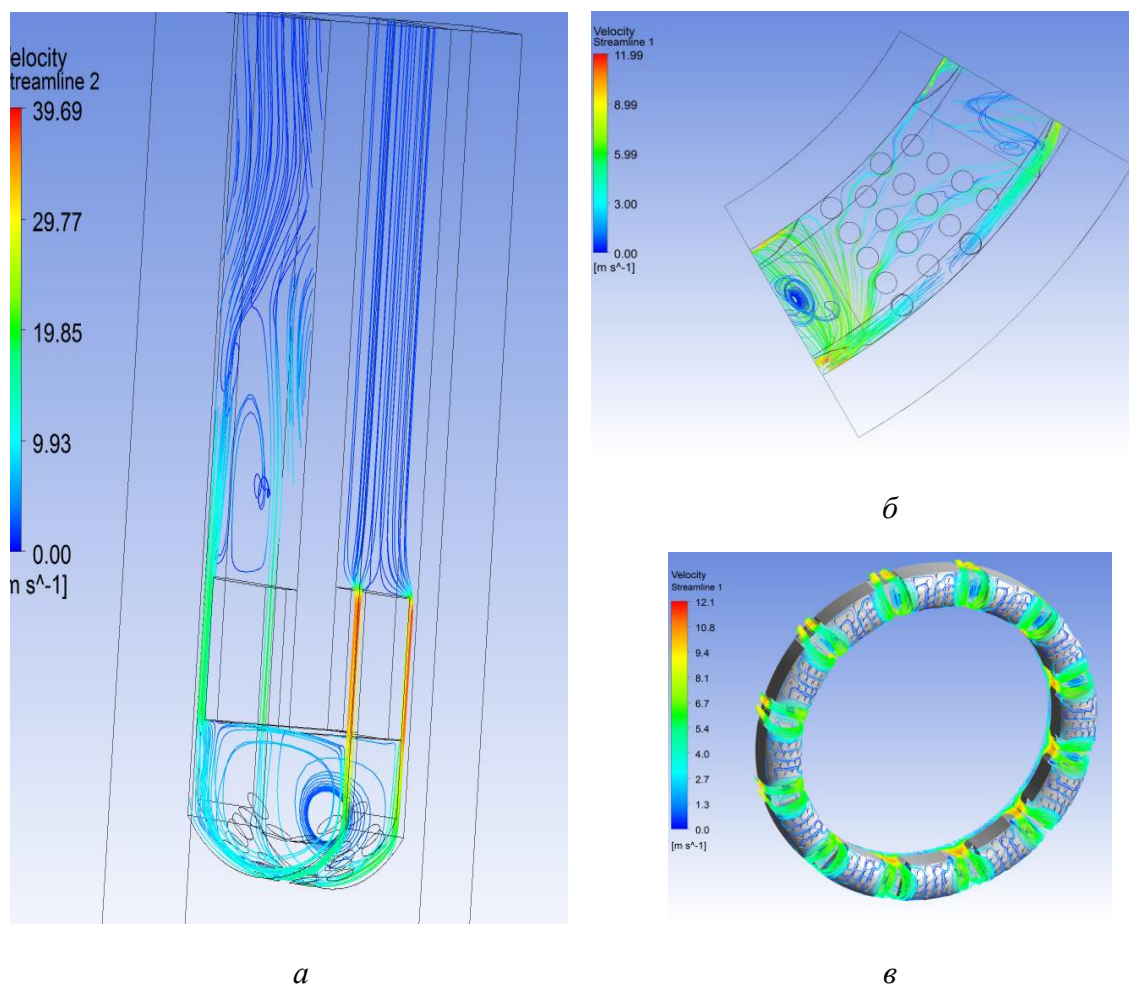 elocity
treamline 2
39.69
29.77
19.85
9.93
0.00
m s^-1]
а
Velocity
Streamline 1
11.99
8.99
5.99
3.00
0.00
[m s^-1]
б
Velocity
Streamline 1
12.1
10.8
9.4
8.1
6.7
5.4
4.0
2.7
1.3
0.0
[m s^-1]
в